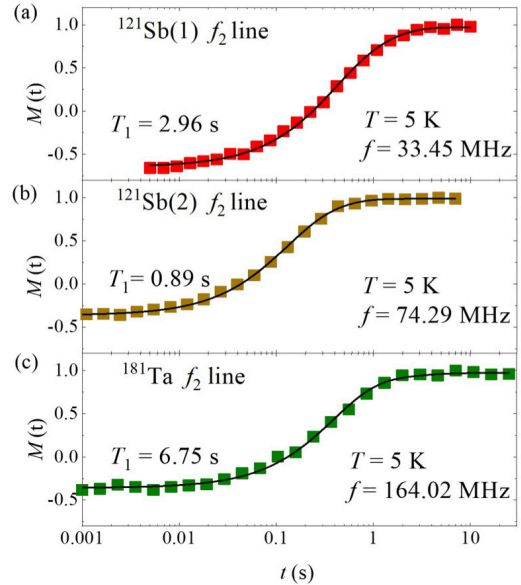 (a)
¹²¹Sb(1) f₂ line
M (t)
1.0
0.5
0.0
-0.5
T₁ = 2.96 s
T = 5 K
f = 33.45 MHz
(b)
¹²¹Sb(2) f₂ line
M (t)
1.0
0.5
0.0
-0.5
T₁= 0.89 s
T = 5 K
f = 74.29 MHz
(c)
¹⁸¹Ta f₂ line
M (t)
1.0
0.5
0.0
-0.5
T₁ = 6.75 s
T = 5 K
f = 164.02 MHz
0.001 0.01 0.1 1 10
t (s)